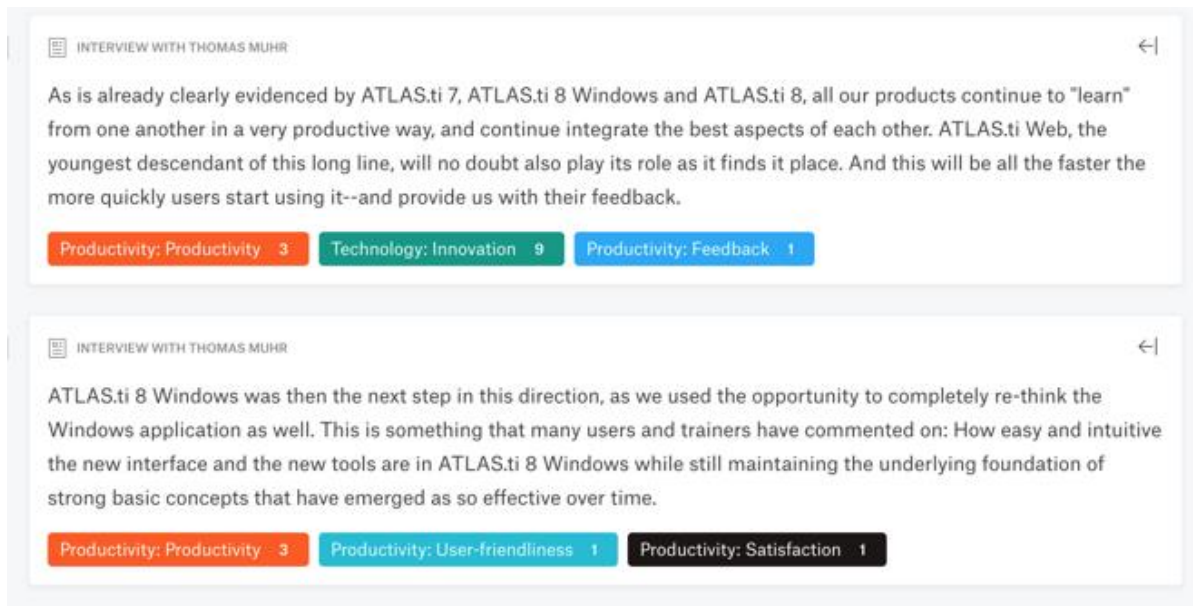 INTERVIEW WITH THOMAS MUHR
As is already clearly evidenced by ATLAS.ti 7, ATLAS.ti 8 Windows and ATLAS.ti 8, all our products continue to "learn"
from one another in a very productive way, and continue integrate the best aspects of each other. ATLAS.ti Web, the
youngest descendant of this long line, will no doubt also play its role as it finds it place. And this will be all the faster the
more quickly users start using it--and provide us with their feedback.
Productivity: Productivity 3 Technology: Innovation 9 Productivity: Feedback 1
INTERVIEW WITH THOMAS MUHR
ATLAS.ti 8 Windows was then the next step in this direction, as we used the opportunity to completely re-think the
Windows application as well. This is something that many users and trainers have commented on: How easy and intuitive
the new interface and the new tools are in ATLAS.ti 8 Windows while still maintaining the underlying foundation of
strong basic concepts that have emerged as so effective over time.
Productivity: Productivity 3 Productivity: User-friendliness 1 Productivity: Satisfaction 1